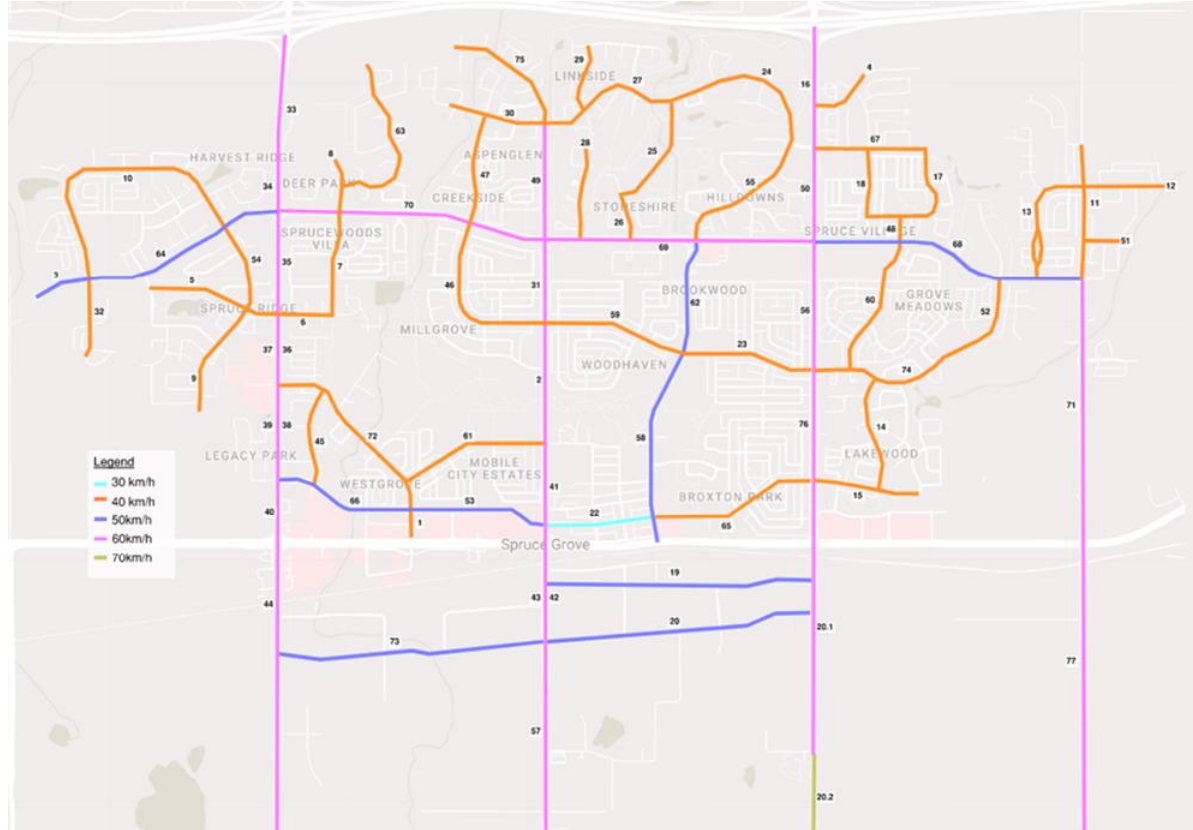 4
75
29
LINKSIDE
27
24
16
33
30
63
67
HARVEST RIDGE
8
ASPENGLEN
28
25
10
34
DEER PARK
47
49
55
50
18
17
CREEKSIDE
STONESHIRE
HILLDOWNS
12
70
26
13
11
SPRUCEWOODS
VILLA
SPRUCE VILLAGE
48
69
68
51
64
54
35
7
3
5
46
31
BROOKWOOD
62
60
GROVE
MEADOWS
52
32
SPRUCE RIDGE
6
MILLGROVE
59
56
37
36
WOODHAVEN
23
9
2
74
71
39
38
45
72
61
58
76
14
LEGACY PARK
MOBILE
CITY ESTATES
LAKEWOOD
Legend
30 km/h
40 km/h
50km/h
60km/h
70km/h
WESTGROVE
41
BROXTON PARK
15
40
66
53
1
22
65
Spruce Grove
19
44
43
42
20
20.1
73
77
57
20.2